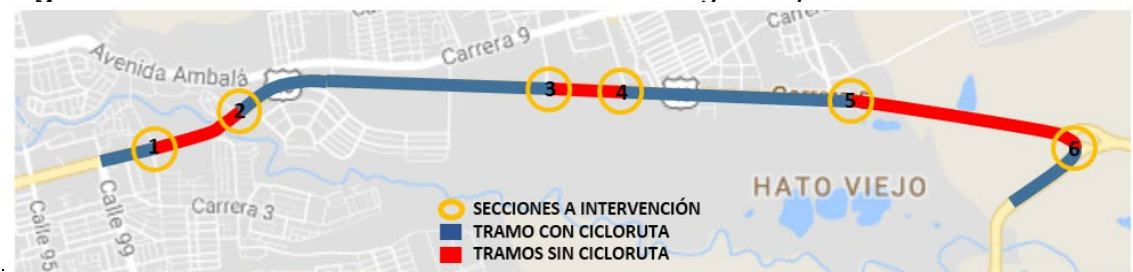 Carrera 9
Avenida Ambalá
3
4
5
2
1
6
HATO VIEJO
Carrera 3
Calle 99
Calle 95
SECCIONES A INTERVENCIÓN
TRAMO CON CICLORUTA
TRAMOS SIN CICLORUTA